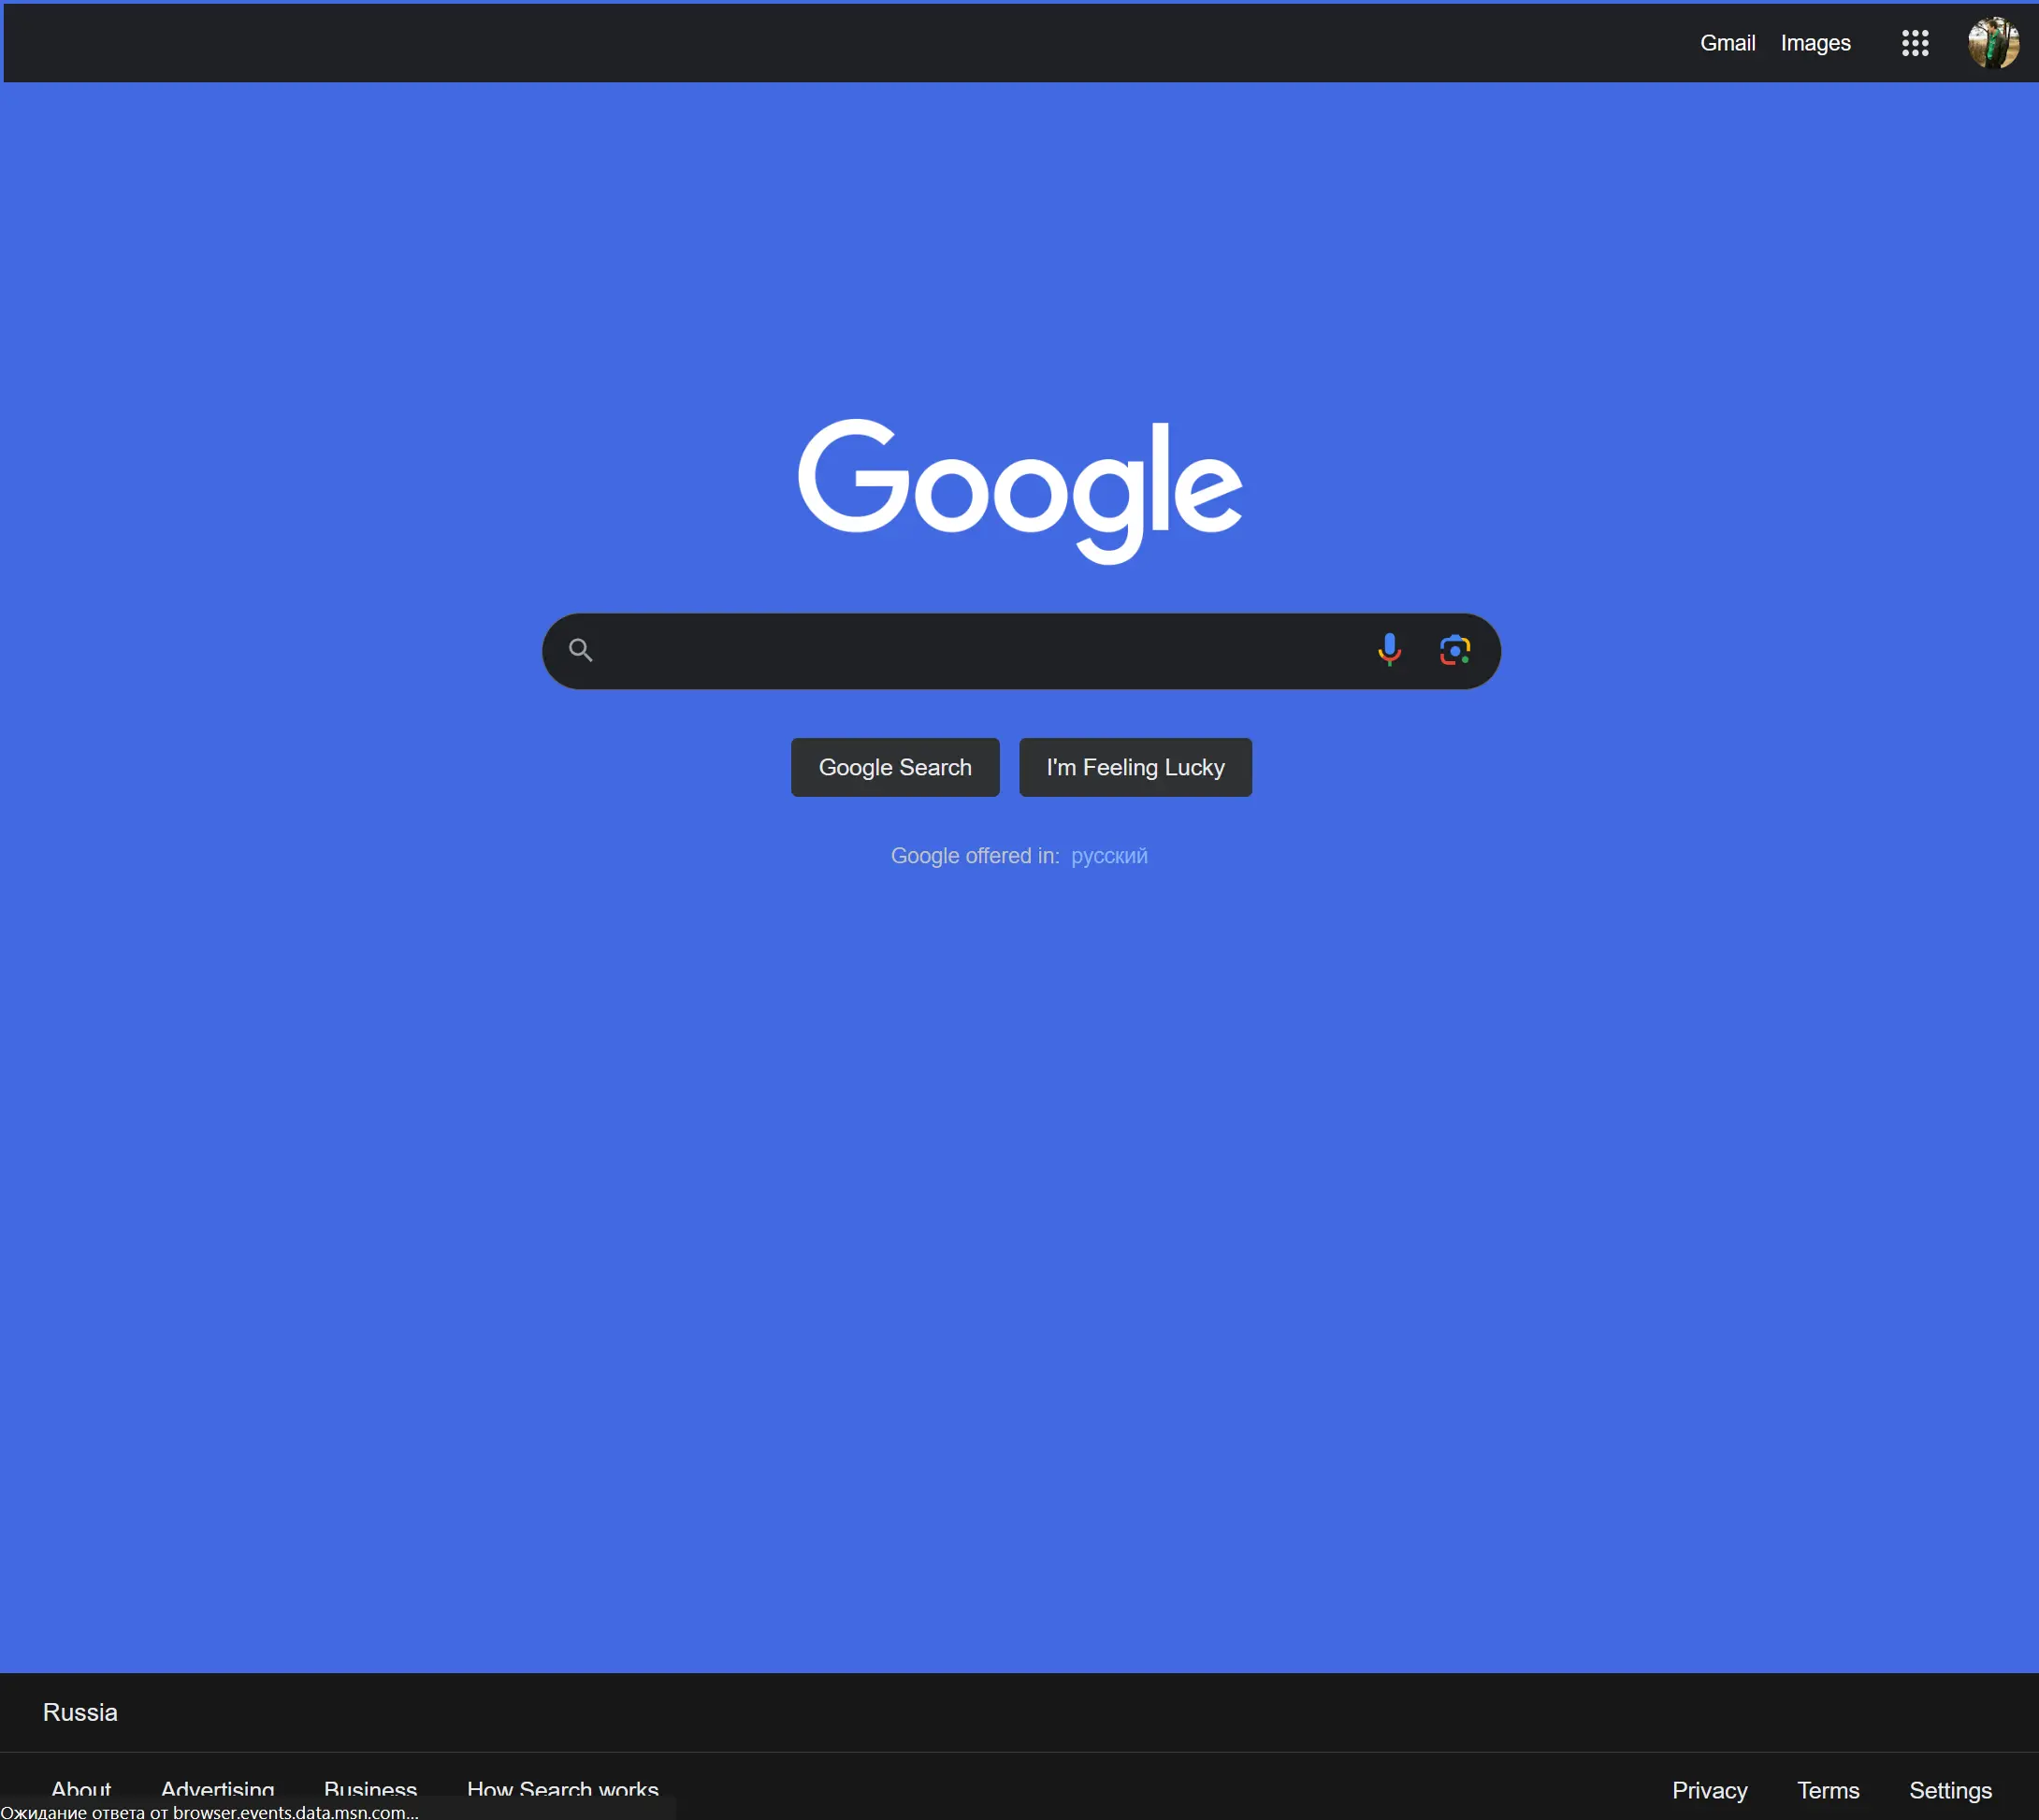 Gmail Images
Google
Google Search I'm Feeling Lucky
Google offered in: русский
Russia
About Advertising Business How Search works Privacy Terms Settings
Ожидание ответа от browser.events.data.msn.com...